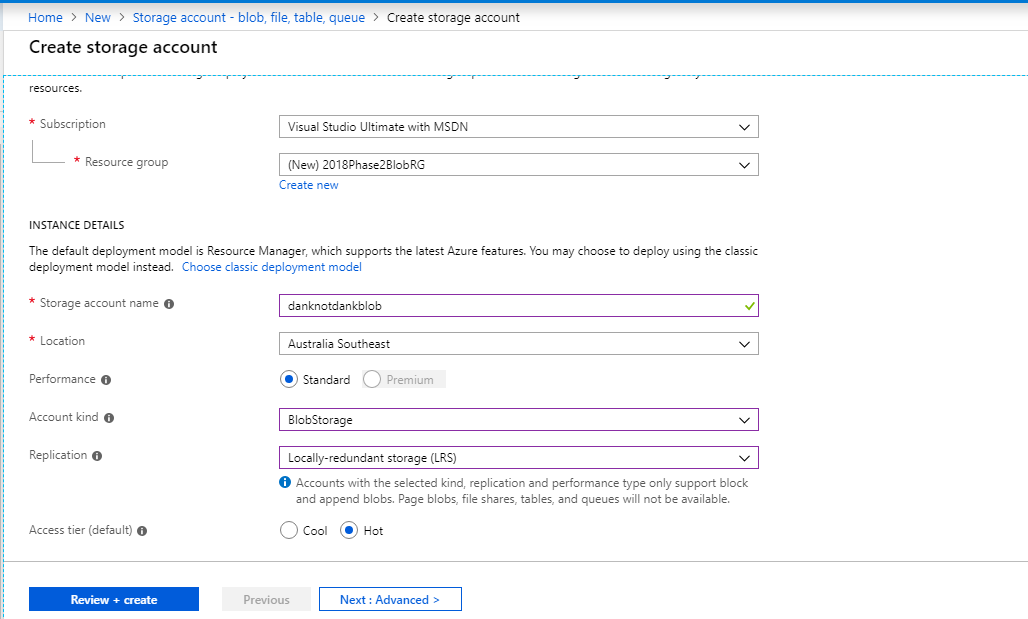 Home > New > Storage account - blob, file, table, queue > Create storage account
Create storage account
resources.
* Subscription
Visual Studio Ultimate with MSDN
* Resource group
(New) 2018Phase2BlobRG
Create new
INSTANCE DETAILS
The default deployment model is Resource Manager, which supports the latest Azure features. You may choose to deploy using the classic
deployment model instead. Choose classic deployment model
* Storage account name
danknotdankblob
* Location
Australia Southeast
Performance
Standard
Premium
Account kind
BlobStorage
Replication
Locally-redundant storage (LRS)
Accounts with the selected kind, replication and performance type only support block
and append blobs. Page blobs, file shares, tables, and queues will not be available.
Access tier (default)
Cool
Hot
Review + create
Previous
Next : Advanced >